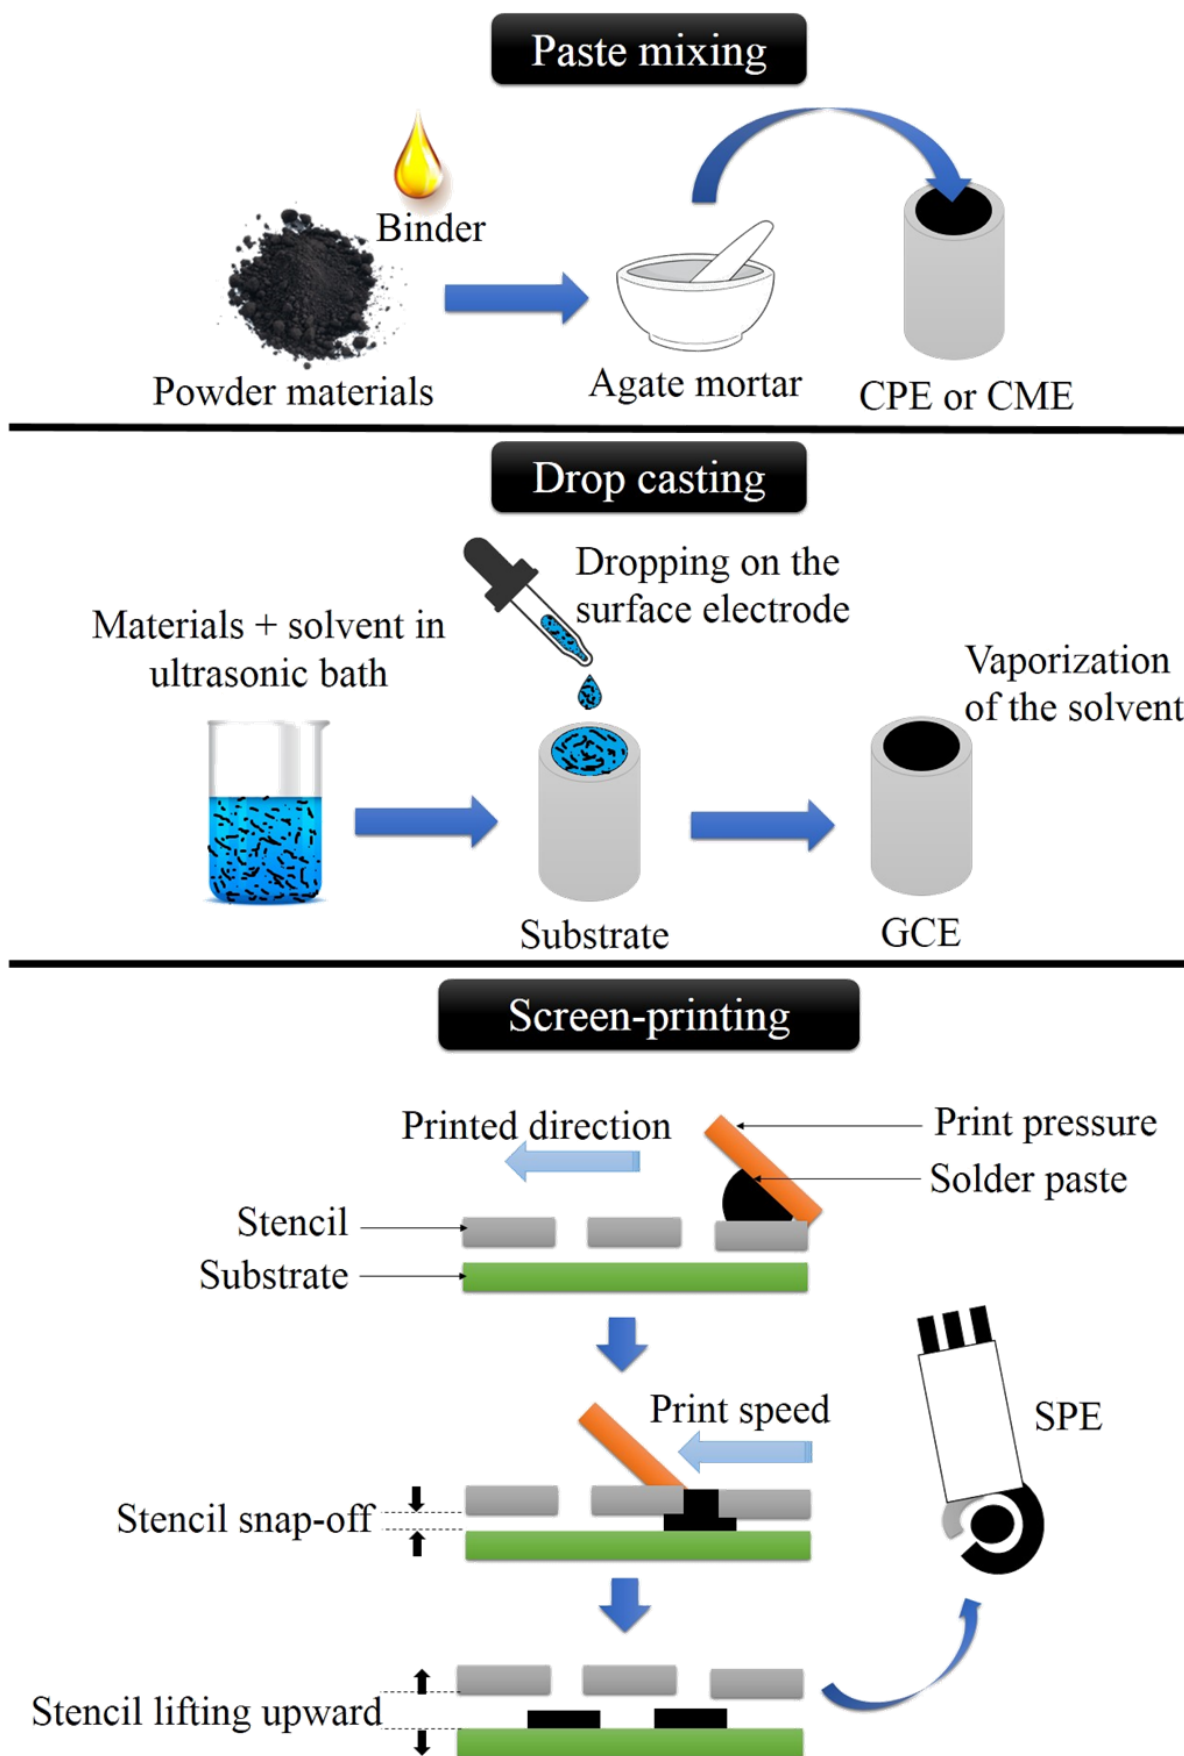 Paste mixing
Binder
Powder materials
Agate mortar
CPE or CME
Drop casting
Dropping on the
surface electrode
Materials + solvent in
ultrasonic bath
Vaporization
of the solvent
Substrate
GCE
Screen-printing
Printed direction
Print pressure
Solder paste
Stencil
Substrate
Print speed
SPE
Stencil snap-off
Stencil lifting upward